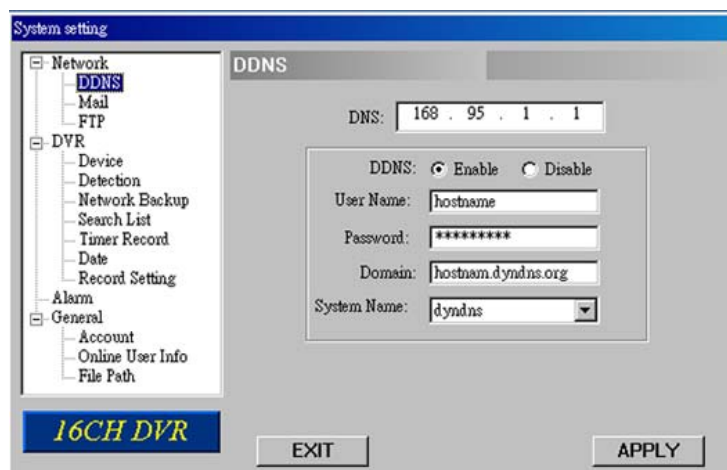 System setting
Network
DDNS
Mail
FTP
DVR
Device
Detection
Network Backup
Search List
Timer Record
Date
Record Setting
Alarm
General
Account
Online User Info
File Path
16CH DVR
DDNS
DNS: 168 . 95 . 1 . 1
DDNS: Enable Disable
User Name: hostname
Password: *********
Domain: hostnam.dyndns.org
System Name: dyndns
EXIT APPLY